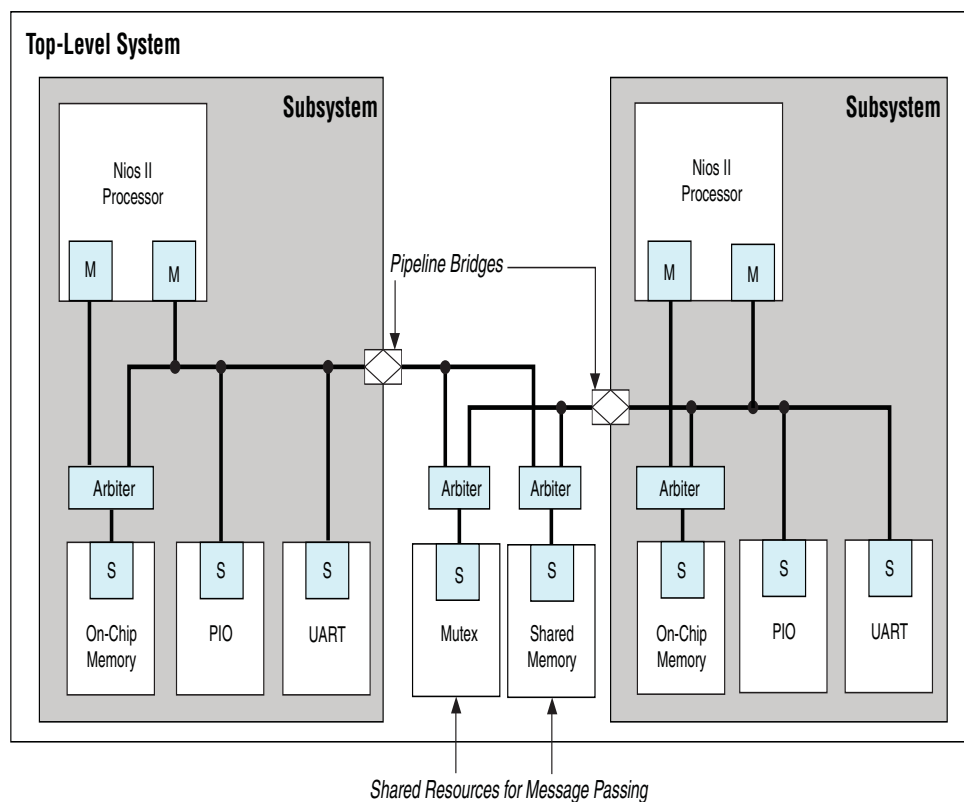 Top-Level System
Subsystem
Subsystem
Nios II
Processor
Nios II
Processor
M
M
Pipeline Bridges
M
M
Arbiter
Arbiter
Arbiter
Arbiter
S
S
S
S
S
S
S
S
On-Chip
Memory
PIO
UART
Mutex
Shared
Memory
On-Chip
Memory
PIO
UART
Shared Resources for Message Passing